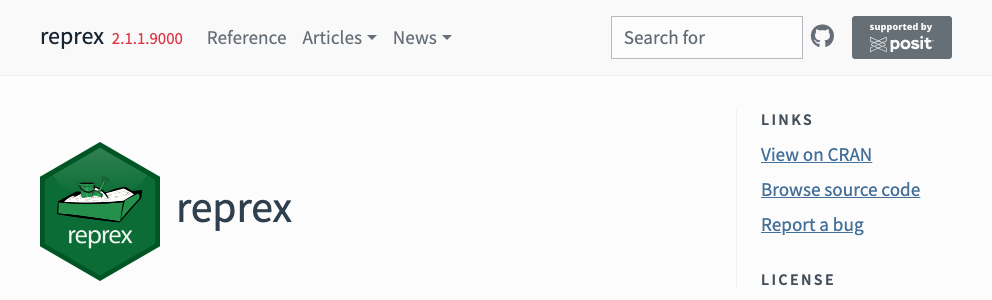 reprex 2.1.1.9000 Reference Articles News Search for supported by posit
LINKS
View on CRAN
Browse source code
reprex
reprex
Report a bug
LICENSE